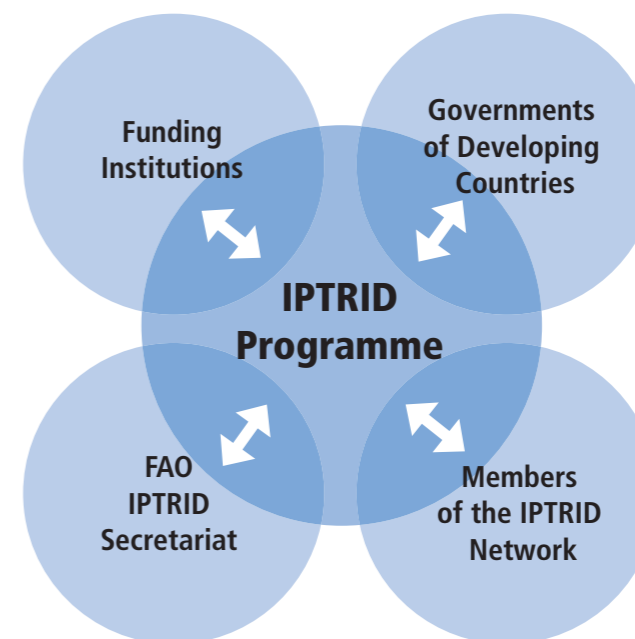 Funding
Institutions
Governments
of Developing
Countries
IPTRID
Programme
FAO
IPTRID
Secretariat
Members
of the IPTRID
Network